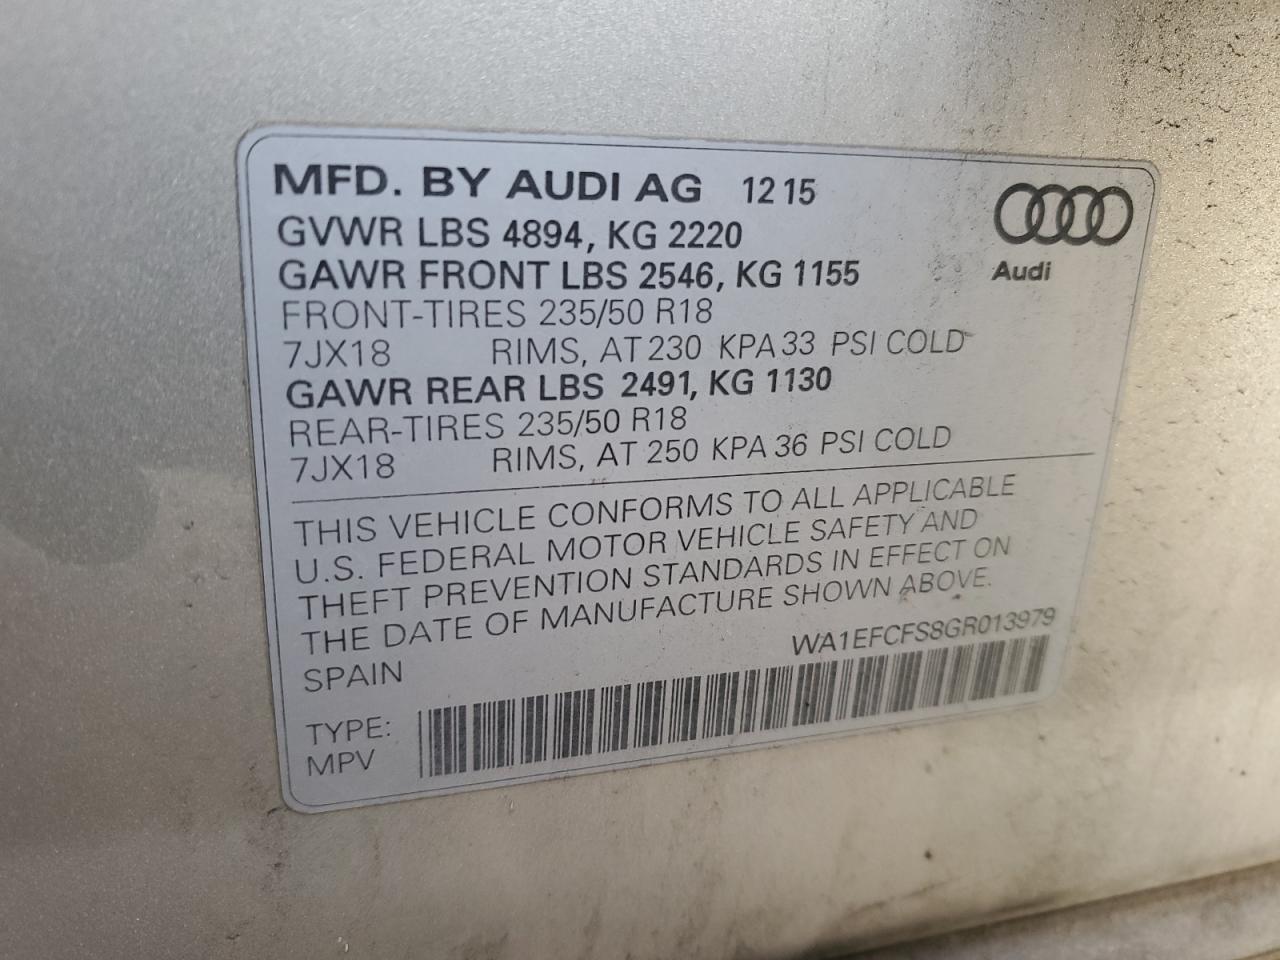 MFD. BY AUDI AG 12 15
GVWR LBS 4894, KG 2220
GAWR FRONT LBS 2546, KG 1155
Audi
FRONT-TIRES 235/50 R18
7JX18 RIMS, AT 230 KPA 33 PSI COLD
GAWR REAR LBS 2491, KG 1130
REAR-TIRES 235/50 R18
7JX18 RIMS, AT 250 KPA 36 PSI COLD
THIS VEHICLE CONFORMS TO ALL APPLICABLE
U.S. FEDERAL MOTOR VEHICLE SAFETY AND
THEFT PREVENTION STANDARDS IN EFFECT ON
THE DATE OF MANUFACTURE SHOWN ABOVE.
SPAIN WA1EFCFS8GR013979
TYPE:
MPV